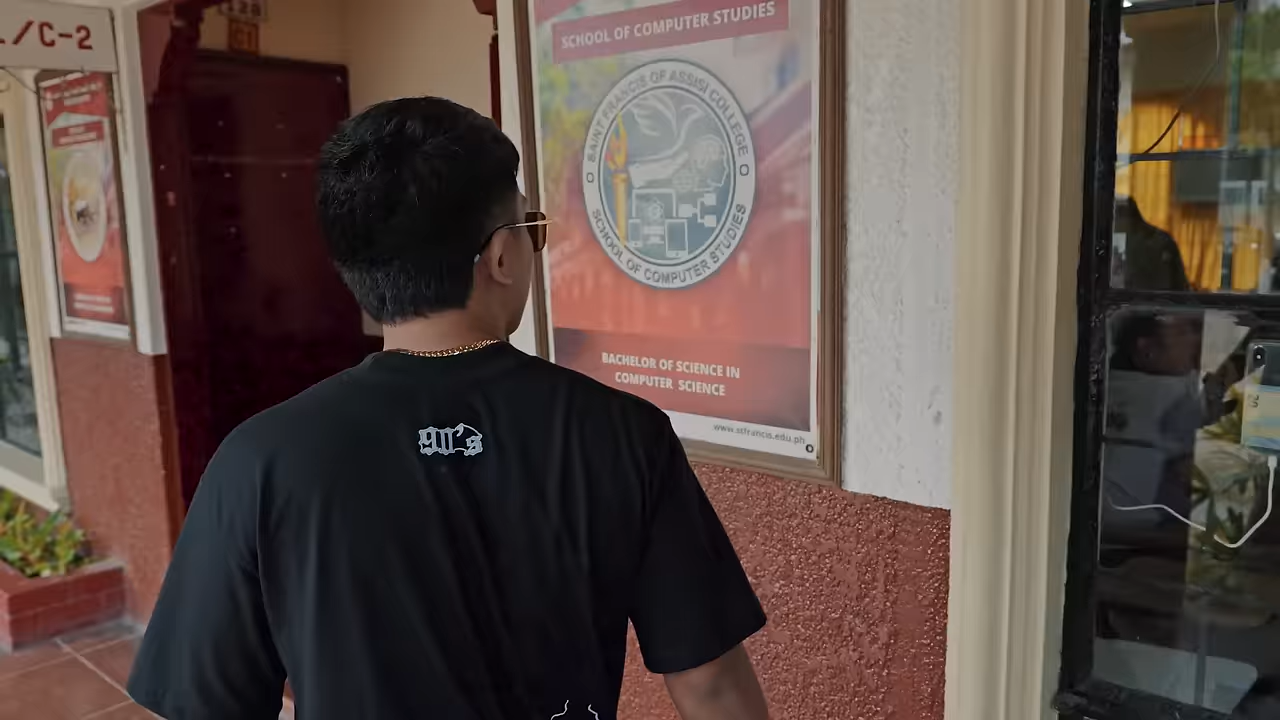 /C-2
SCHOOL OF COMPUTER STUDIES
SAINT FRANCIS OF ASSISI COLLEGE
SCHOOL OF COMPUTER STUDIES
BACHELOR OF SCIENCE IN
COMPUTER SCIENCE
www.stfrancis.edu.ph
90's